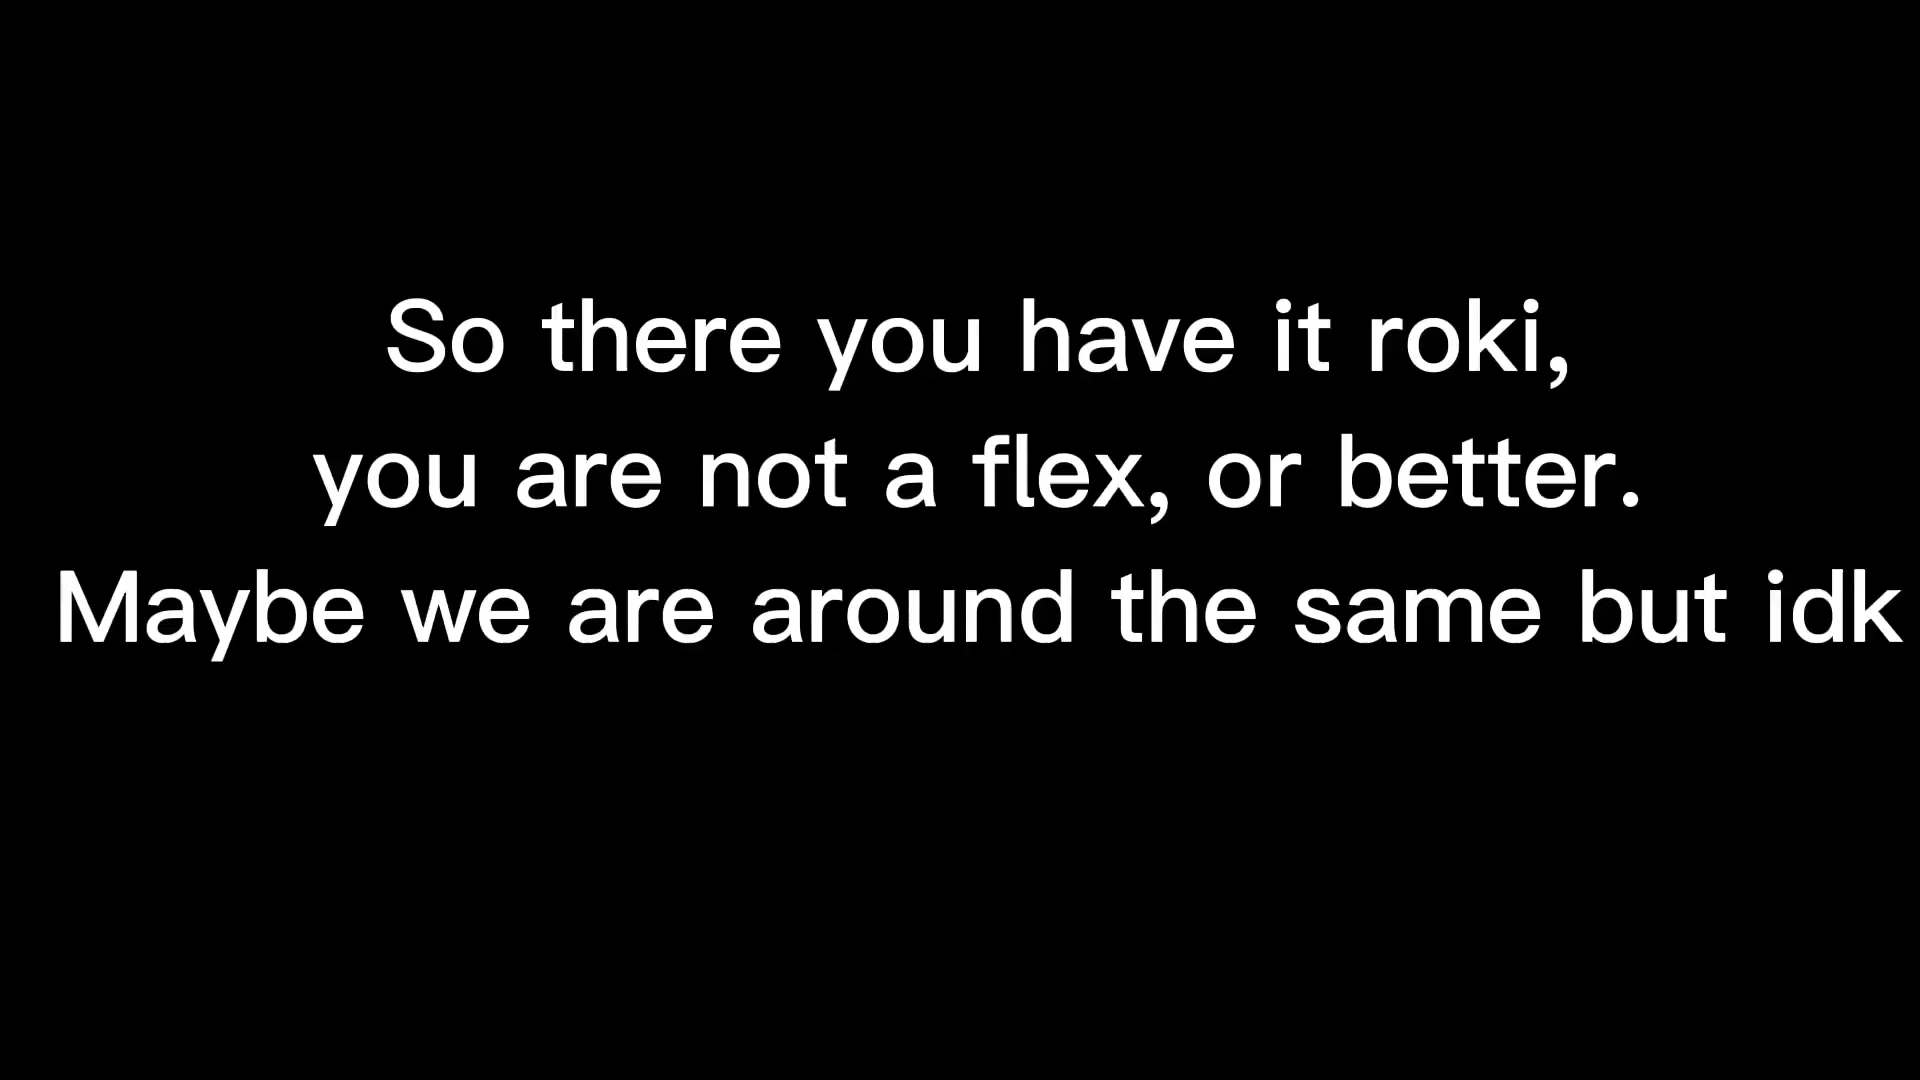 So there you have it roki,
you are not a flex, or better.
Maybe we are around the same but idk